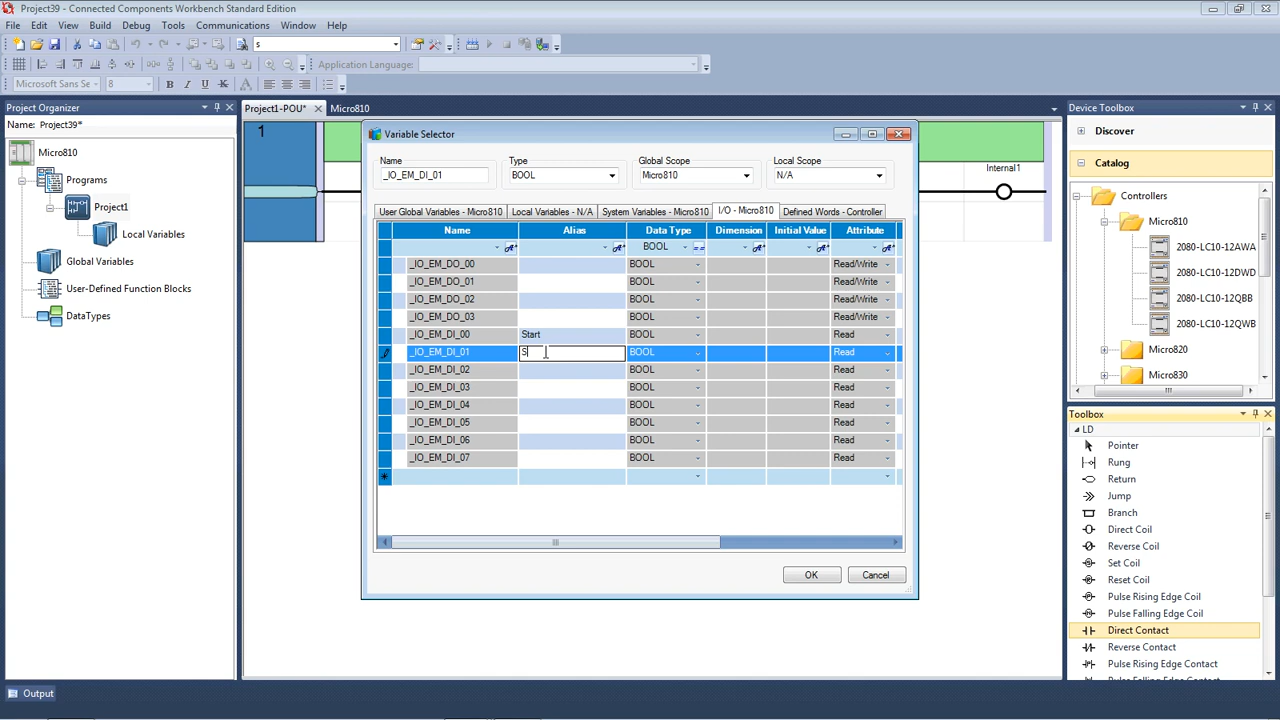 Project39 - Connected Components Workbench Standard Edition
File Edit View Build Debug Tools Communications Window Help
s
Application Language:
Microsoft Sans Se 8 B I U A
Project Organizer
Name: Project39*
Micro810
Programs
Project1
Local Variables
Global Variables
User-Defined Function Blocks
DataTypes
Project1-POU* Micro810
1
Internal1
Variable Selector
Name Type Global Scope Local Scope
_IO_EM_DI_01 BOOL Micro810 N/A
User Global Variables - Micro810 Local Variables - N/A System Variables - Micro810 I/O - Micro810 Defined Words - Controller
Name Alias Data Type Dimension Initial Value Attribute
BOOL
_IO_EM_DO_00 BOOL Read/Write
_IO_EM_DO_01 BOOL Read/Write
_IO_EM_DO_02 BOOL Read/Write
_IO_EM_DO_03 BOOL Read/Write
_IO_EM_DI_00 Start BOOL Read
_IO_EM_DI_01 S BOOL Read
_IO_EM_DI_02 BOOL Read
_IO_EM_DI_03 BOOL Read
_IO_EM_DI_04 BOOL Read
_IO_EM_DI_05 BOOL Read
_IO_EM_DI_06 BOOL Read
_IO_EM_DI_07 BOOL Read
OK Cancel
Device Toolbox
Discover
Catalog
Controllers
Micro810
2080-LC10-12AWA
2080-LC10-12DWD
2080-LC10-12QBB
2080-LC10-12QWB
Micro820
Micro830
Toolbox
LD
Pointer
Rung
Return
Jump
Branch
Direct Coil
Reverse Coil
Set Coil
Reset Coil
Pulse Rising Edge Coil
Pulse Falling Edge Coil
Direct Contact
Reverse Contact
Pulse Rising Edge Contact
Output